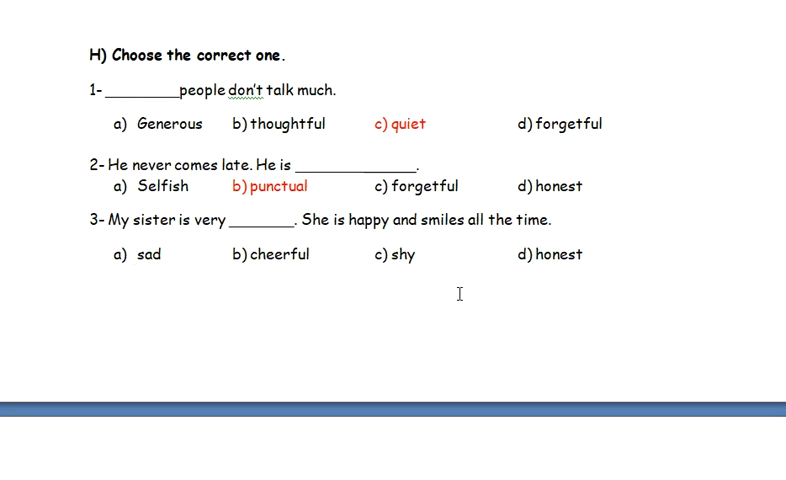 H) Choose the correct one.
1- _________people don't talk much.
a) Generous b) thoughtful c) quiet d) forgetful
2- He never comes late. He is _______________.
a) Selfish b) punctual c) forgetful d) honest
3- My sister is very ________. She is happy and smiles all the time.
a) sad b) cheerful c) shy d) honest